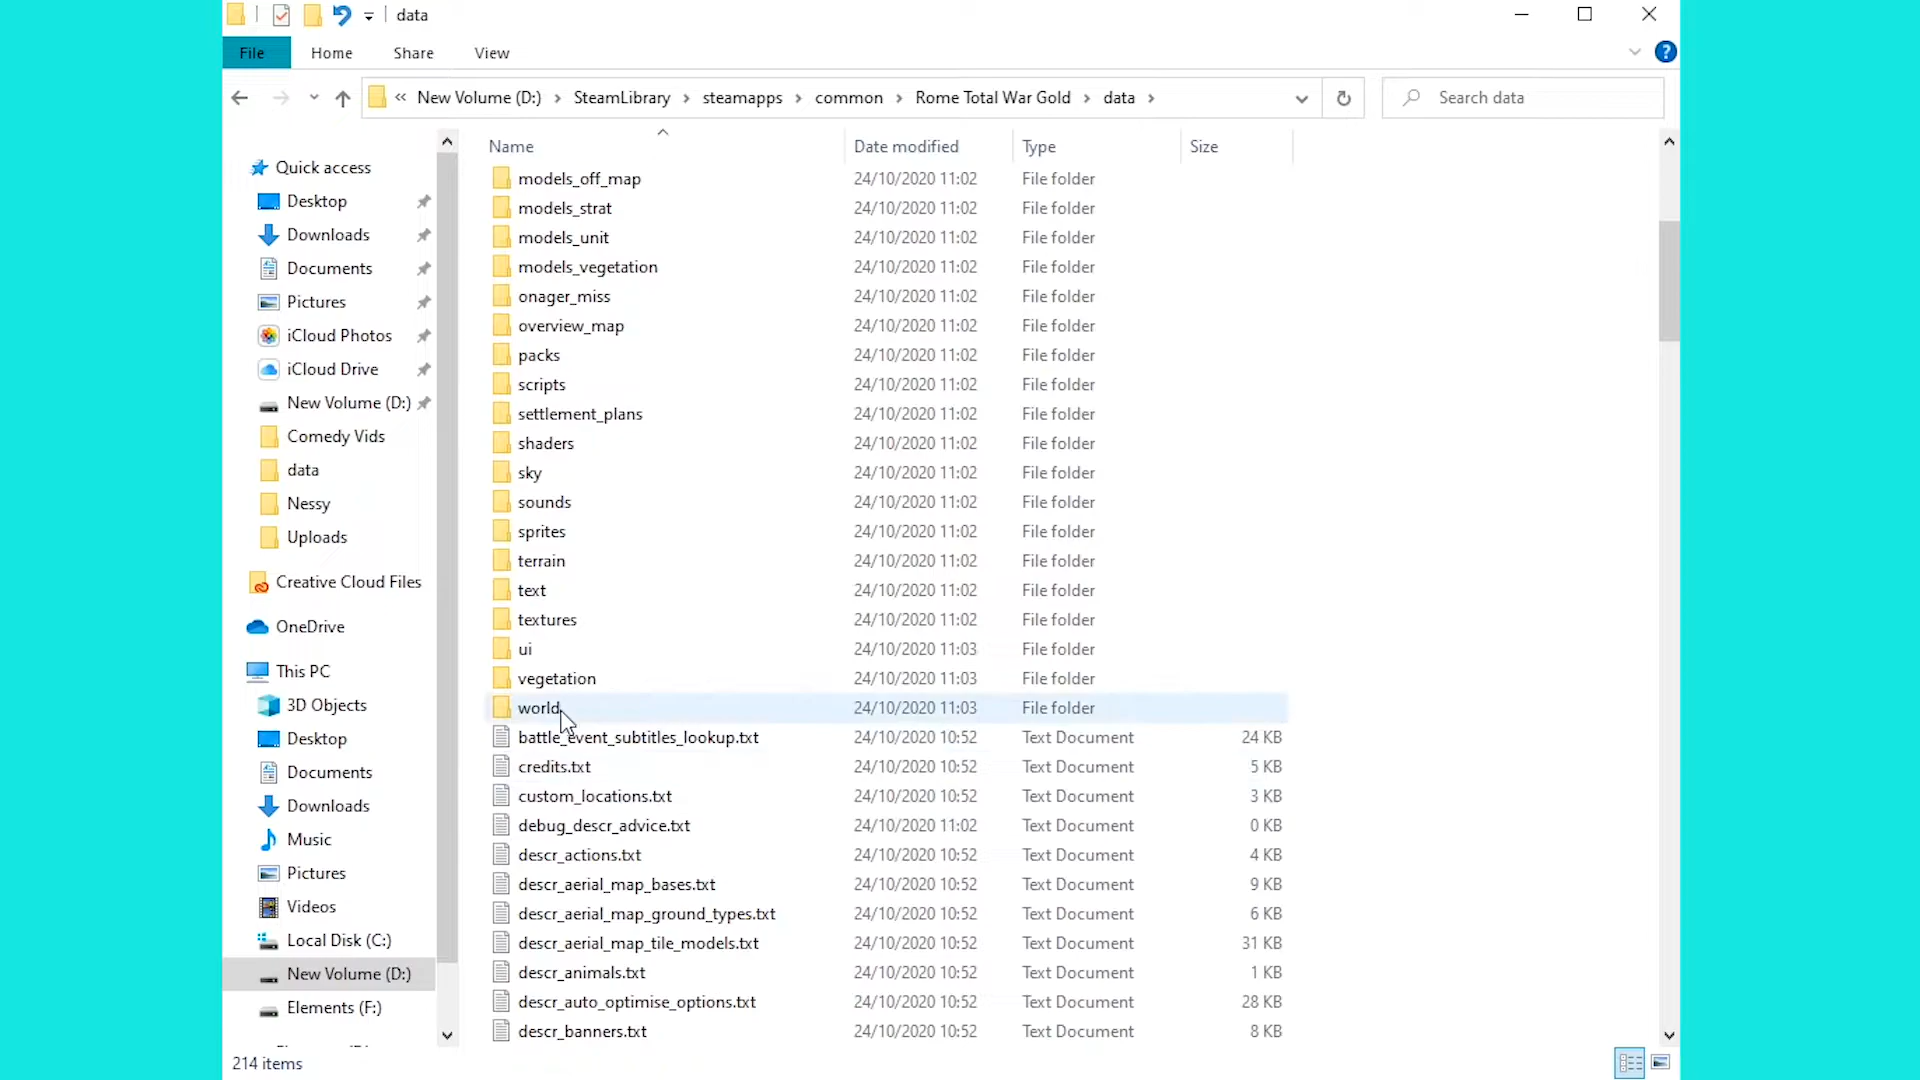 data
File Home Share View
« New Volume (D:) > SteamLibrary > steamapps > common > Rome Total War Gold > data >
Search data
Quick access
Desktop
Downloads
Documents
Pictures
iCloud Photos
iCloud Drive
New Volume (D:)
Comedy Vids
data
Nessy
Uploads
Creative Cloud Files
OneDrive
This PC
3D Objects
Desktop
Documents
Downloads
Music
Pictures
Videos
Local Disk (C:)
New Volume (D:)
Elements (F:)
Name Date modified Type Size
models_off_map 24/10/2020 11:02 File folder
models_strat 24/10/2020 11:02 File folder
models_unit 24/10/2020 11:02 File folder
models_vegetation 24/10/2020 11:02 File folder
onager_miss 24/10/2020 11:02 File folder
overview_map 24/10/2020 11:02 File folder
packs 24/10/2020 11:02 File folder
scripts 24/10/2020 11:02 File folder
settlement_plans 24/10/2020 11:02 File folder
shaders 24/10/2020 11:02 File folder
sky 24/10/2020 11:02 File folder
sounds 24/10/2020 11:02 File folder
sprites 24/10/2020 11:02 File folder
terrain 24/10/2020 11:02 File folder
text 24/10/2020 11:02 File folder
textures 24/10/2020 11:02 File folder
ui 24/10/2020 11:03 File folder
vegetation 24/10/2020 11:03 File folder
world 24/10/2020 11:03 File folder
battle_event_subtitles_lookup.txt 24/10/2020 10:52 Text Document 24 KB
credits.txt 24/10/2020 10:52 Text Document 5 KB
custom_locations.txt 24/10/2020 10:52 Text Document 3 KB
debug_descr_advice.txt 24/10/2020 11:02 Text Document 0 KB
descr_actions.txt 24/10/2020 10:52 Text Document 4 KB
descr_aerial_map_bases.txt 24/10/2020 10:52 Text Document 9 KB
descr_aerial_map_ground_types.txt 24/10/2020 10:52 Text Document 6 KB
descr_aerial_map_tile_models.txt 24/10/2020 10:52 Text Document 31 KB
descr_animals.txt 24/10/2020 10:52 Text Document 1 KB
descr_auto_optimise_options.txt 24/10/2020 10:52 Text Document 28 KB
descr_banners.txt 24/10/2020 10:52 Text Document 8 KB
214 items